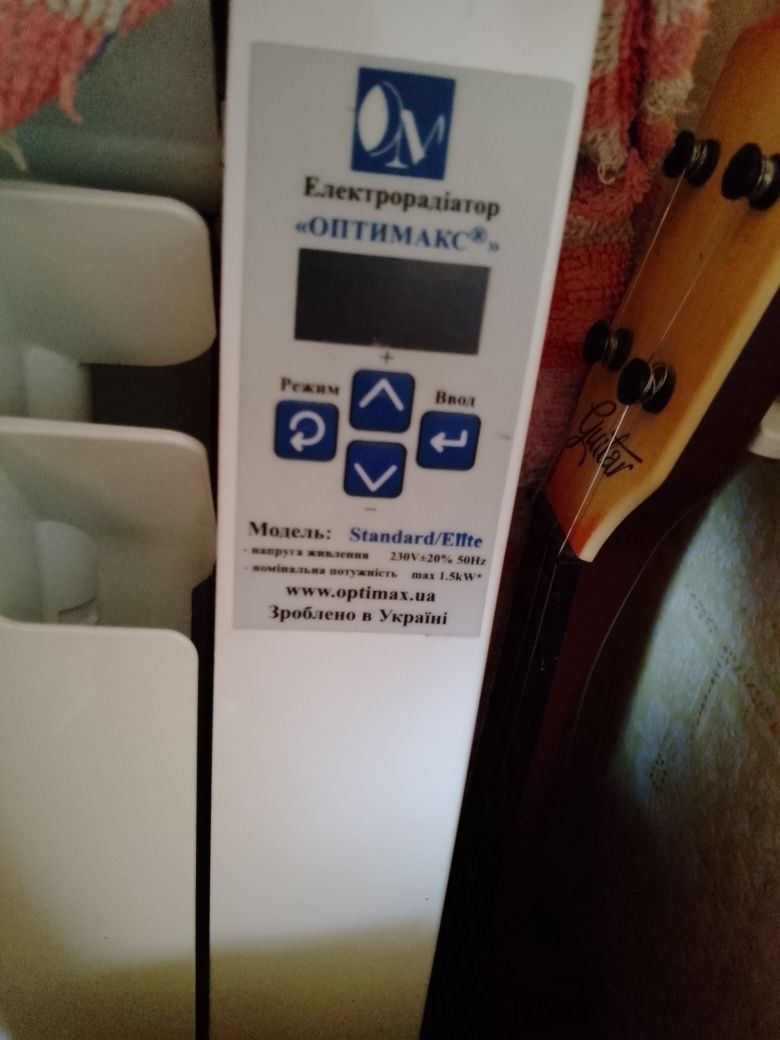 ОМ
Електрорадіатор
«ОПТИМАКС®»
+
Режим
Ввод
-
Модель: Standard/Elite
- напруга живлення 230V±20% 50Hz
- номінальна потужність max 1.5kW*
www.optimax.ua
Зроблено в Україні
Guitar